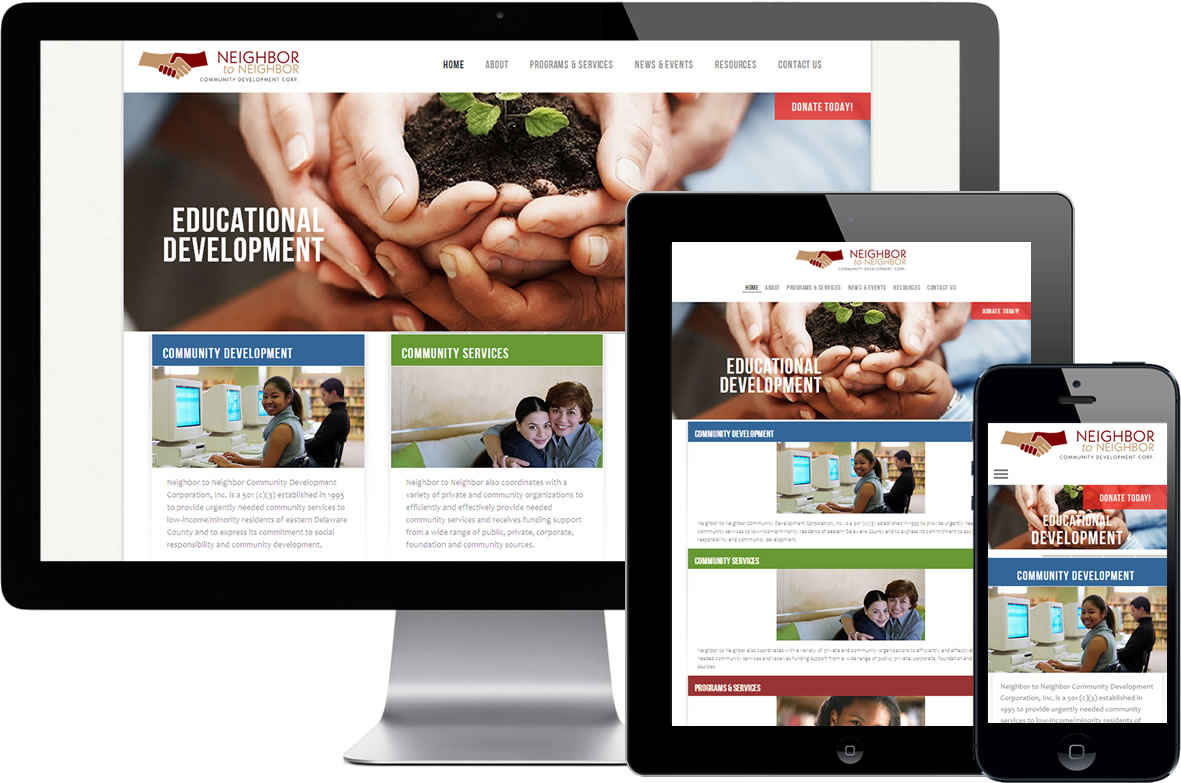 NEIGHBOR
to NEIGHBOR
COMMUNITY DEVELOPMENT CORP.
HOME ABOUT PROGRAMS & SERVICES NEWS & EVENTS RESOURCES CONTACT US
DONATE TODAY!
EDUCATIONAL
DEVELOPMENT
COMMUNITY DEVELOPMENT
Neighbor to Neighbor Community Development
Corporation, Inc. is a 501 (c)(3) established in 1995
to provide urgently needed community services to
low-income/minority residents of eastern Delaware
County and to express its commitment to social
responsibility and community development.
COMMUNITY SERVICES
Neighbor to Neighbor also coordinates with a
variety of private and community organizations to
efficiently and effectively provide needed
community services and receives funding support
from a wide range of public, private, corporate,
foundation and community sources.
NEIGHBOR
to NEIGHBOR
COMMUNITY DEVELOPMENT CORP.
HOME ABOUT PROGRAMS & SERVICES NEWS & EVENTS RESOURCES CONTACT US
DONATE TODAY!
EDUCATIONAL
DEVELOPMENT
COMMUNITY DEVELOPMENT
Neighbor to Neighbor Community Development Corporation, Inc. is a 501 (c)(3) established in 1995 to provide urgently
community services to low-income/minority residents of eastern Delaware County and to express its commitment to
responsibility and community development.
COMMUNITY SERVICES
Neighbor to Neighbor also coordinates with a variety of private and community organizations to efficiently and
needed community services and receives funding support from a wide range of public, private, corporate, foundation and
sources.
PROGRAMS & SERVICES
NEIGHBOR
to NEIGHBOR
COMMUNITY DEVELOPMENT CORP.
DONATE TODAY!
EDUCATIONAL
DEVELOPMENT
COMMUNITY DEVELOPMENT
Neighbor to Neighbor Community Development
Corporation, Inc. is a 501 (c)(3) established in
1995 to provide urgently needed community
services to low-income/minority residents of